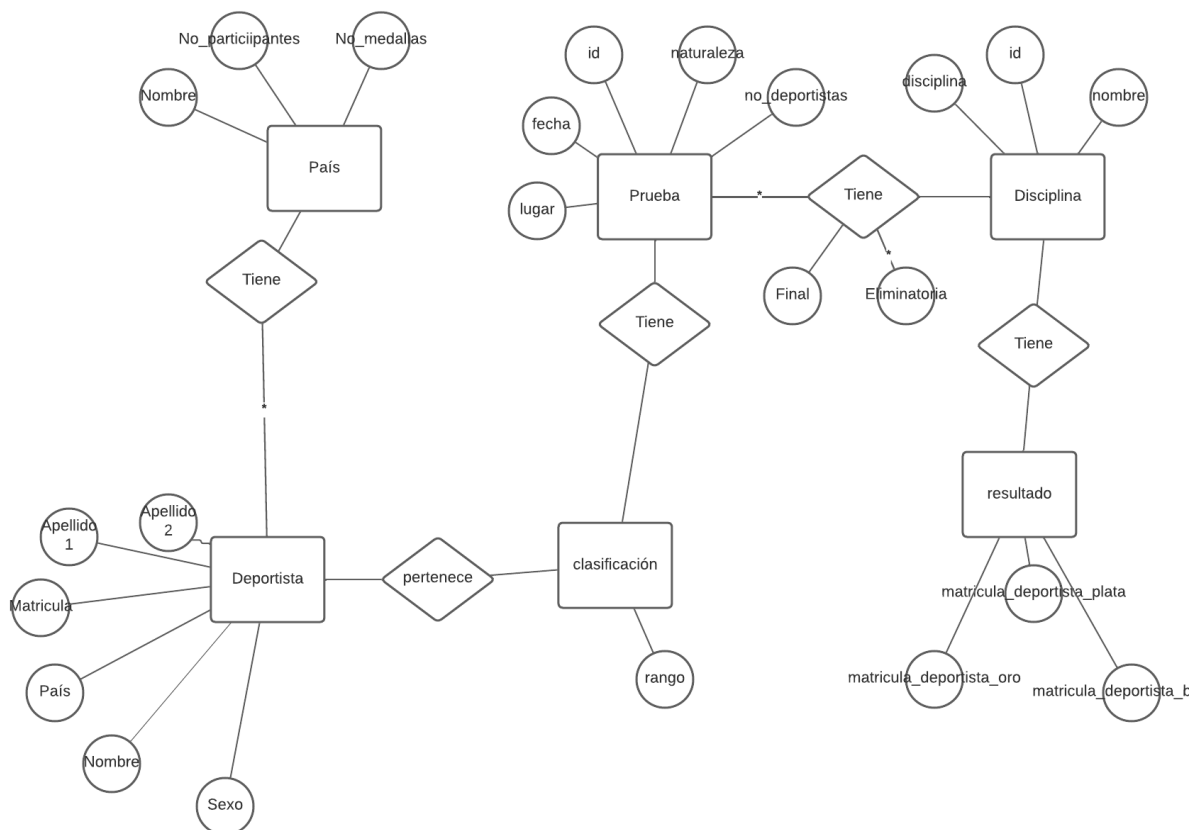 No_particiipantes
No_medallas
Nombre
País
Tiene
*
id
naturaleza
no_deportistas
fecha
lugar
Prueba
*
Tiene
Final
*
Eliminatoria
disciplina
id
nombre
Disciplina
Tiene
Tiene
resultado
matricula_deportista_plata
matricula_deportista_oro
matricula_deportista_b
Apellido
1
Apellido
2
Matricula
País
Nombre
Sexo
Deportista
pertenece
clasificación
rango